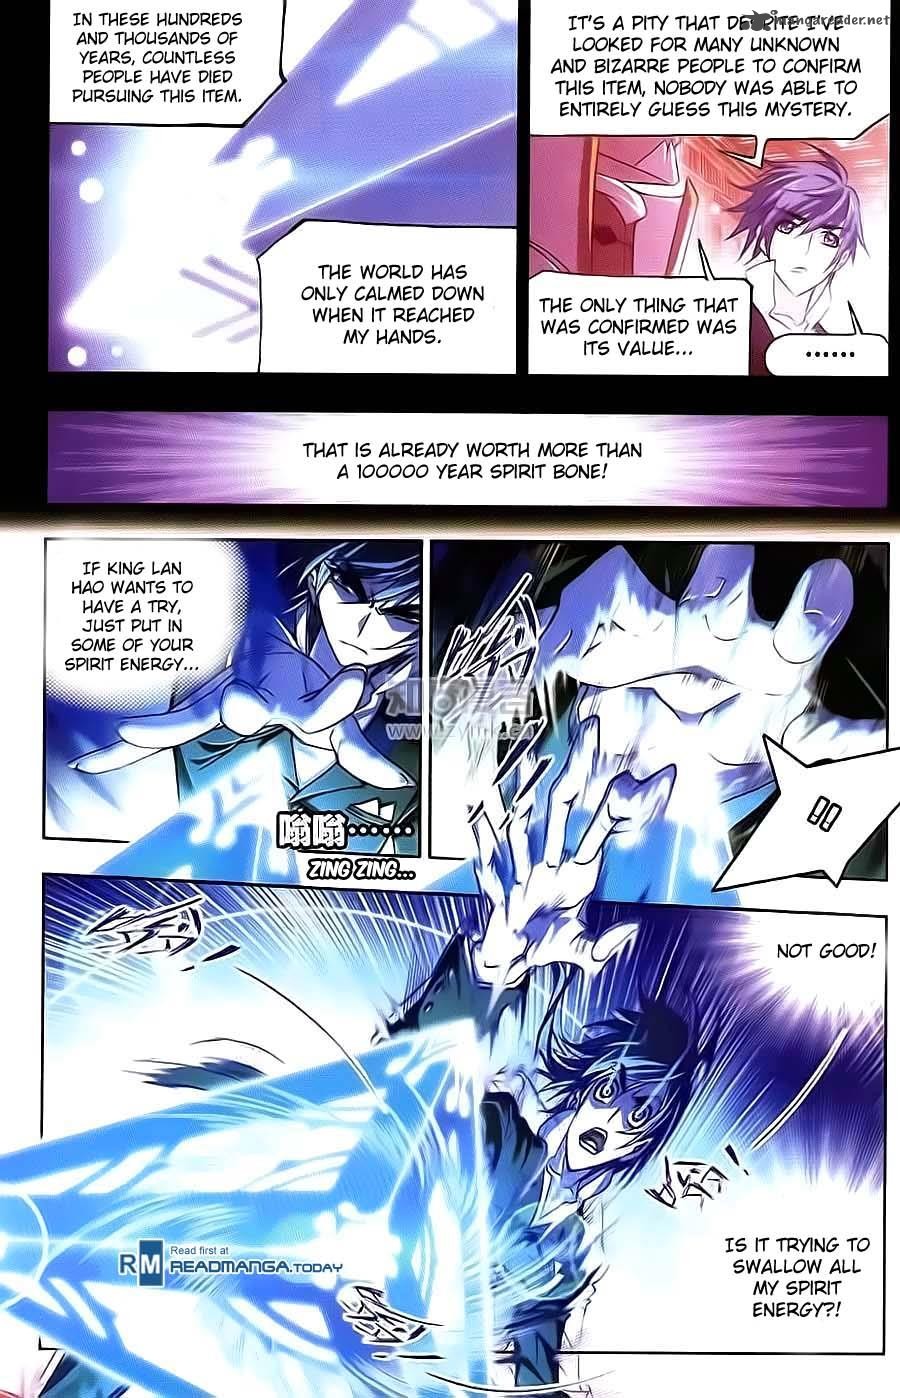 IN THESE HUNDREDS
AND THOUSANDS OF
YEARS, COUNTLESS
PEOPLE HAVE DIED
PURSUING THIS ITEM.
mangareader.net
IT'S A PITY THAT DESPITE I'VE
LOOKED FOR MANY UNKNOWN
AND BIZARRE PEOPLE TO CONFIRM
THIS ITEM, NOBODY WAS ABLE TO
ENTIRELY GUESS THIS MYSTERY.
THE WORLD HAS
ONLY CALMED DOWN
WHEN IT REACHED
MY HANDS.
THE ONLY THING THAT
WAS CONFIRMED WAS
ITS VALUE...
......
THAT IS ALREADY WORTH MORE THAN
A 100000 YEAR SPIRIT BONE!
IF KING LAN
HAO WANTS TO
HAVE A TRY,
JUST PUT IN
SOME OF YOUR
SPIRIT ENERGY...
嗡嗡……
ZING ZING...
!!
NOT GOOD!
IS IT TRYING TO
SWALLOW ALL
MY SPIRIT
ENERGY?!
RM Read first at
READMANGA.TODAY